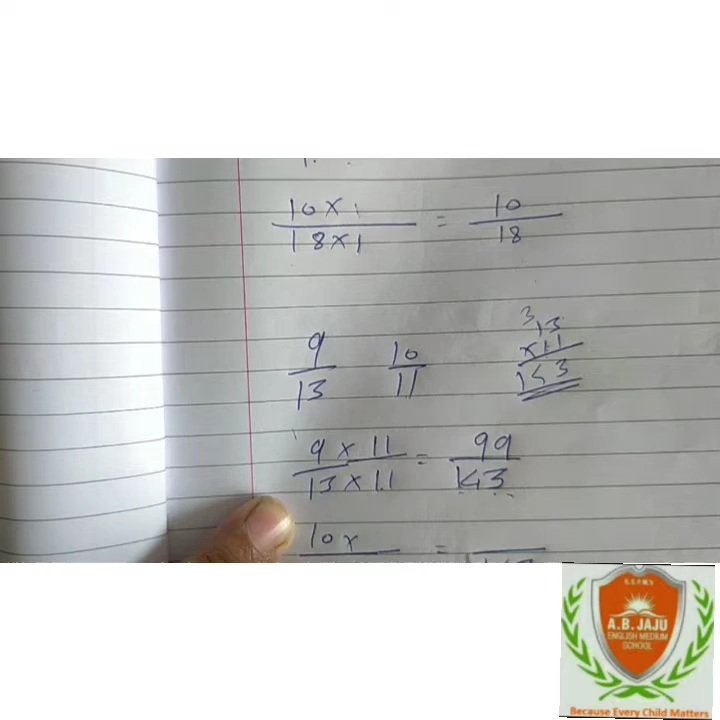 10 × 1 / 18 × 1 = 10 / 18
9/13 10/11
3
13
× 11
143
9 × 11 / 13 × 11 = 99 / 143
10 ×
=
A.B. JAJU
ENGLISH MEDIUM
SCHOOL
Because Every Child Matters